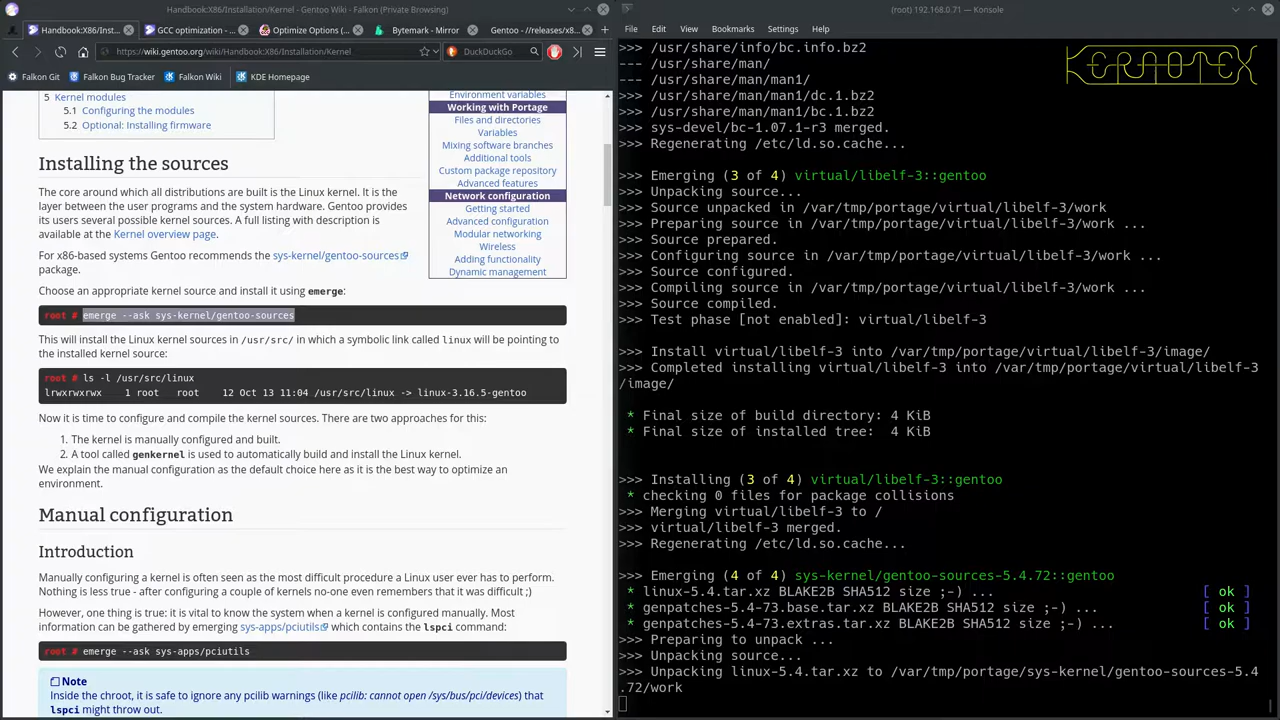 Handbook:X86/Installation/Kernel - Gentoo Wiki - Falkon (Private Browsing)
Handbook:X86/Inst...
GCC optimization - ...
Optimize Options (...
Bytemark - Mirror
Gentoo - //releases/x8...
https://wiki.gentoo.org/wiki/Handbook:X86/Installation/Kernel
DuckDuckGo
Falkon Git
Falkon Bug Tracker
Falkon Wiki
KDE Homepage
5 Kernel modules
5.1 Configuring the modules
5.2 Optional: Installing firmware
Environment variables
Working with Portage
Files and directories
Variables
Mixing software branches
Additional tools
Custom package repository
Advanced features
Network configuration
Getting started
Advanced configuration
Modular networking
Wireless
Adding functionality
Dynamic management
Installing the sources
The core around which all distributions are built is the Linux kernel. It is the
layer between the user programs and the system hardware. Gentoo provides
its users several possible kernel sources. A full listing with description is
available at the Kernel overview page.
For x86-based systems Gentoo recommends the sys-kernel/gentoo-sources
package.
Choose an appropriate kernel source and install it using emerge:
root # emerge --ask sys-kernel/gentoo-sources
This will install the Linux kernel sources in /usr/src/ in which a symbolic link called linux will be pointing to
the installed kernel source:
root # ls -l /usr/src/linux
lrwxrwxrwx 1 root root 12 Oct 13 11:04 /usr/src/linux -> linux-3.16.5-gentoo
Now it is time to configure and compile the kernel sources. There are two approaches for this:
1. The kernel is manually configured and built.
2. A tool called genkernel is used to automatically build and install the Linux kernel.
We explain the manual configuration as the default choice here as it is the best way to optimize an
environment.
Manual configuration
Introduction
Manually configuring a kernel is often seen as the most difficult procedure a Linux user ever has to perform.
Nothing is less true - after configuring a couple of kernels no-one even remembers that it was difficult ;)
However, one thing is true: it is vital to know the system when a kernel is configured manually. Most
information can be gathered by emerging sys-apps/pciutils which contains the lspci command:
root # emerge --ask sys-apps/pciutils
Note
Inside the chroot, it is safe to ignore any pcilib warnings (like pcilib: cannot open /sys/bus/pci/devices) that
lspci might throw out.
(root) 192.168.0.71 — Konsole
File Edit View Bookmarks Settings Help
KERAOTEX
>>> /usr/share/info/bc.info.bz2
--- /usr/share/man/
--- /usr/share/man/man1/
>>> /usr/share/man/man1/dc.1.bz2
>>> /usr/share/man/man1/bc.1.bz2
>>> sys-devel/bc-1.07.1-r3 merged.
>>> Regenerating /etc/ld.so.cache...
>>> Emerging (3 of 4) virtual/libelf-3::gentoo
>>> Unpacking source...
>>> Source unpacked in /var/tmp/portage/virtual/libelf-3/work
>>> Preparing source in /var/tmp/portage/virtual/libelf-3/work ...
>>> Source prepared.
>>> Configuring source in /var/tmp/portage/virtual/libelf-3/work ...
>>> Source configured.
>>> Compiling source in /var/tmp/portage/virtual/libelf-3/work ...
>>> Source compiled.
>>> Test phase [not enabled]: virtual/libelf-3
>>> Install virtual/libelf-3 into /var/tmp/portage/virtual/libelf-3/image/
>>> Completed installing virtual/libelf-3 into /var/tmp/portage/virtual/libelf-3
/image/
* Final size of build directory: 4 KiB
* Final size of installed tree: 4 KiB
>>> Installing (3 of 4) virtual/libelf-3::gentoo
* checking 0 files for package collisions
>>> Merging virtual/libelf-3 to /
>>> virtual/libelf-3 merged.
>>> Regenerating /etc/ld.so.cache...
>>> Emerging (4 of 4) sys-kernel/gentoo-sources-5.4.72::gentoo
* linux-5.4.tar.xz BLAKE2B SHA512 size ;-) ... [ ok ]
* genpatches-5.4-73.base.tar.xz BLAKE2B SHA512 size ;-) ... [ ok ]
* genpatches-5.4-73.extras.tar.xz BLAKE2B SHA512 size ;-) ... [ ok ]
>>> Preparing to unpack ...
>>> Unpacking source...
>>> Unpacking linux-5.4.tar.xz to /var/tmp/portage/sys-kernel/gentoo-sources-5.4
.72/work